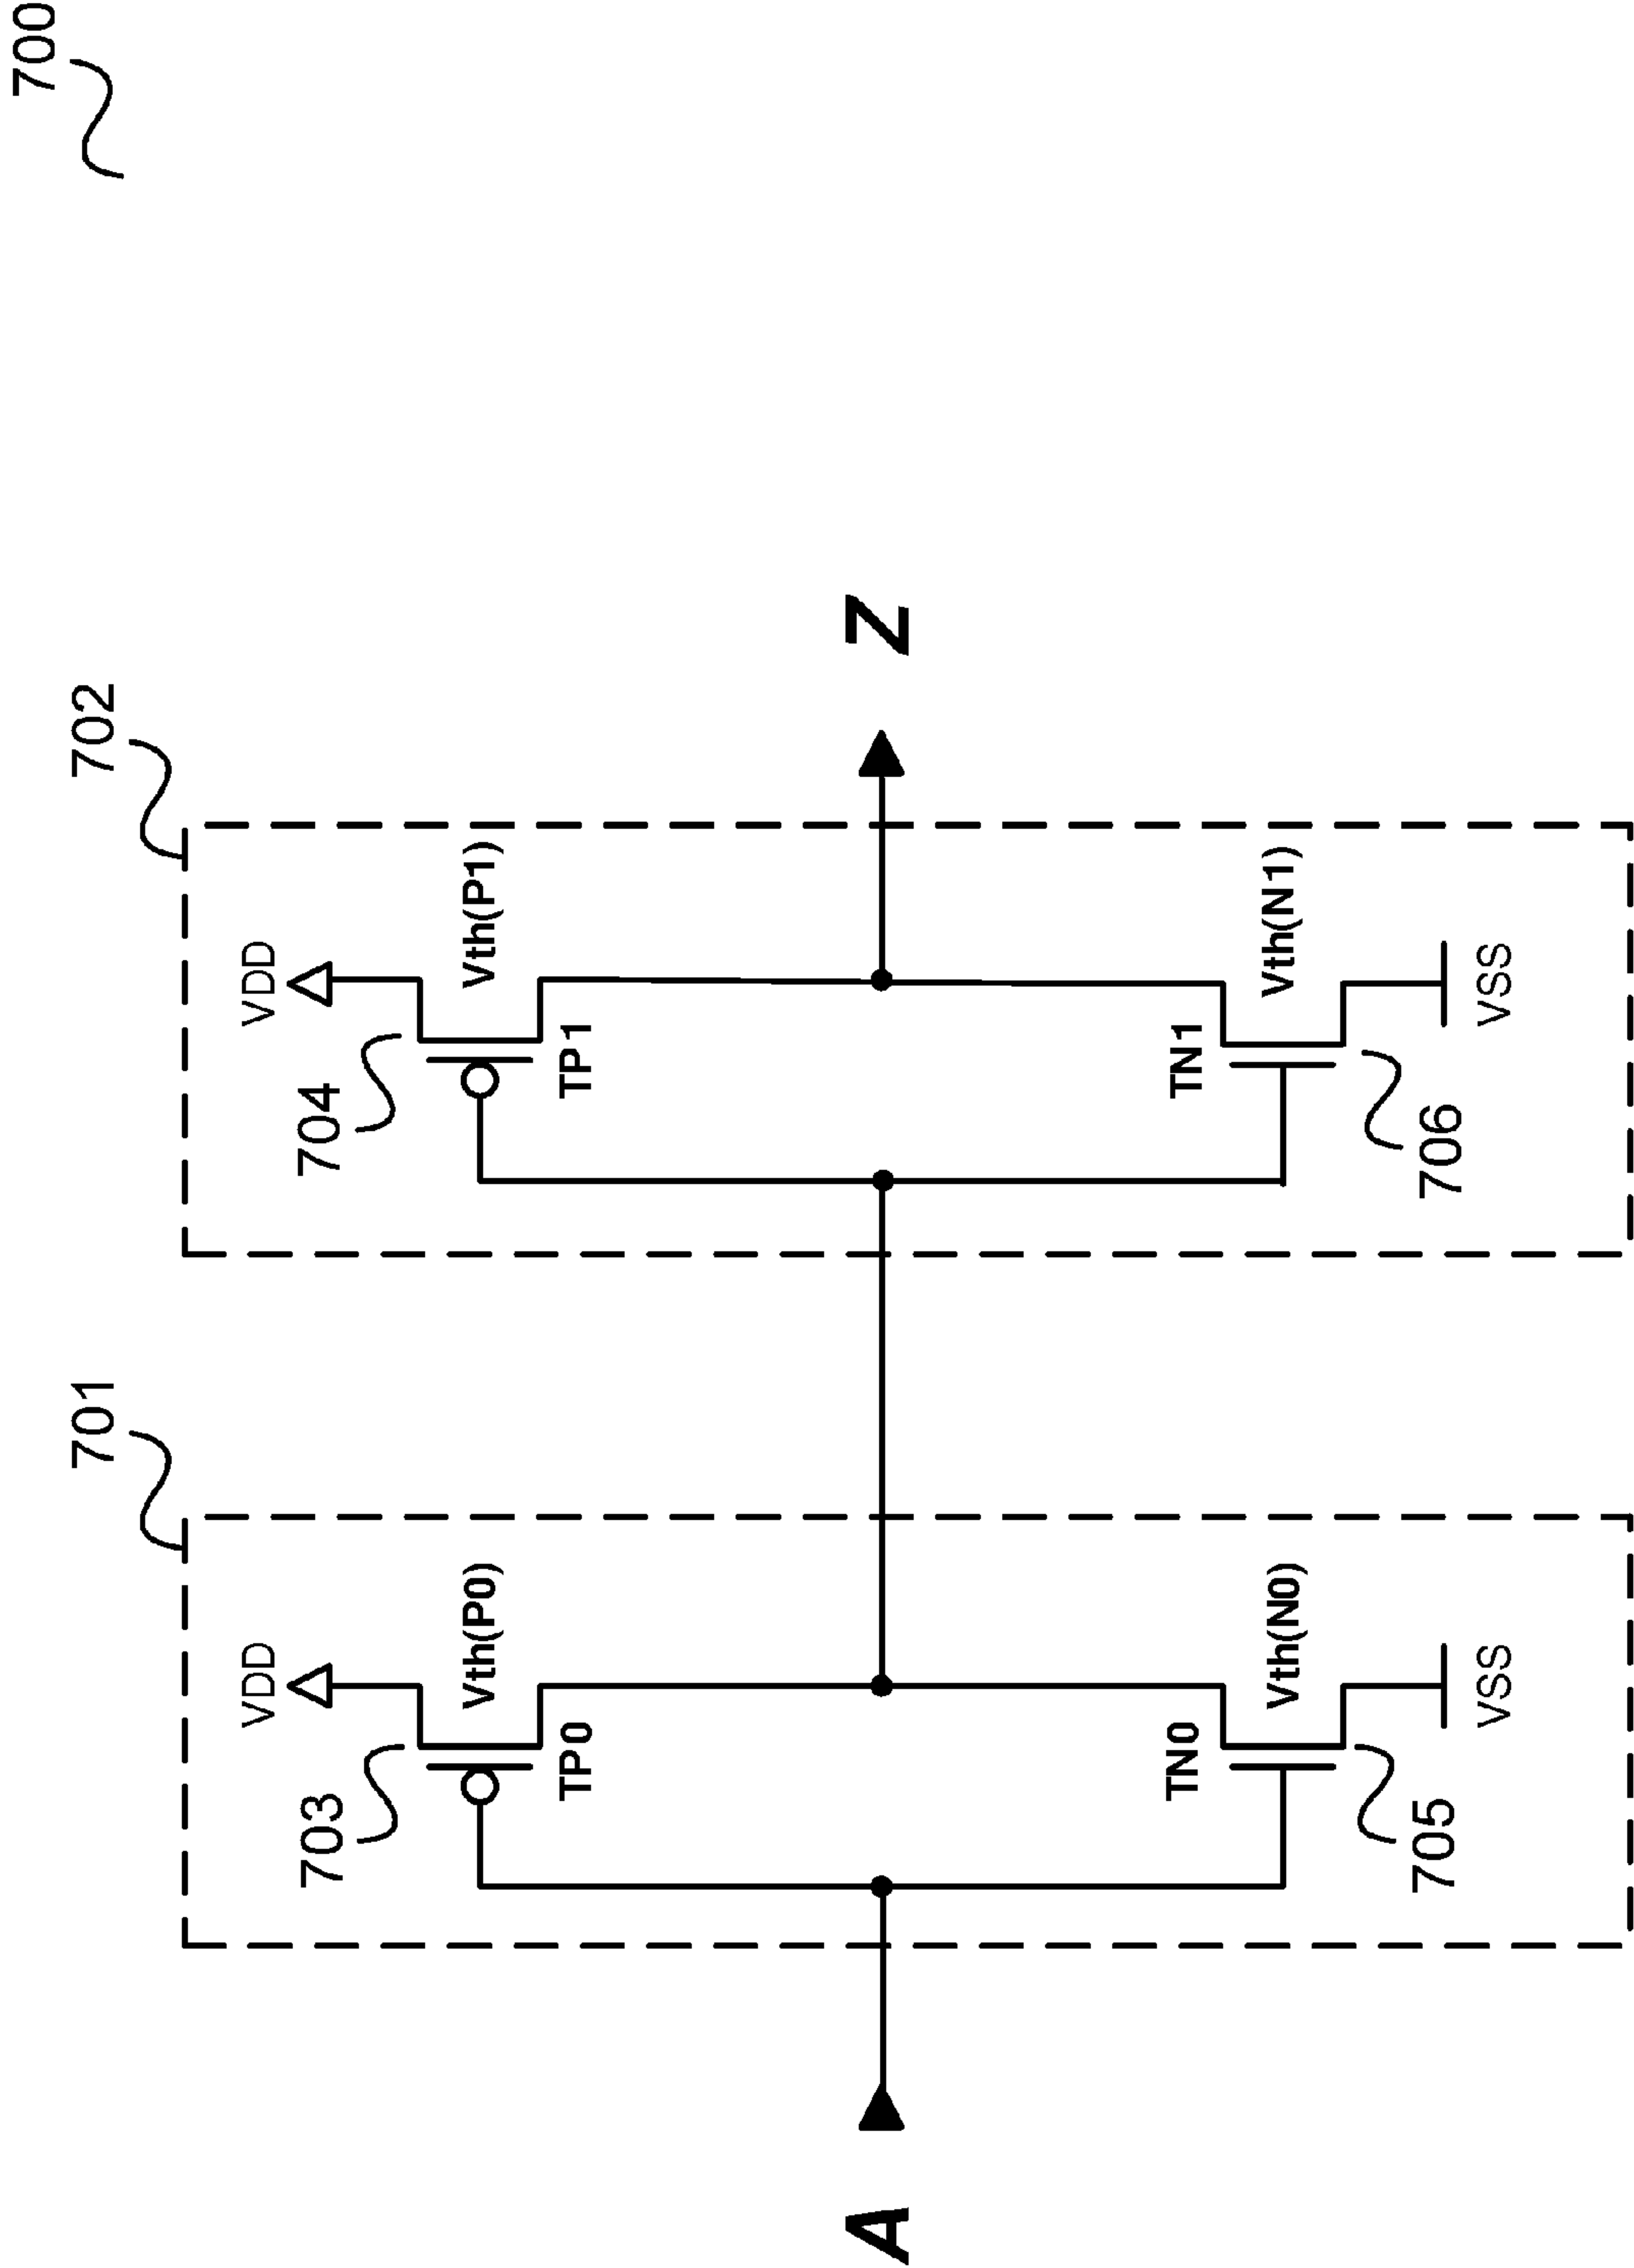 700
701
702
VDD
VDD
703
Vth(P0)
704
Vth(P1)
TP0
TP1
A
Z
TN0
TN1
Vth(N0)
Vth(N1)
705
706
VSS
VSS